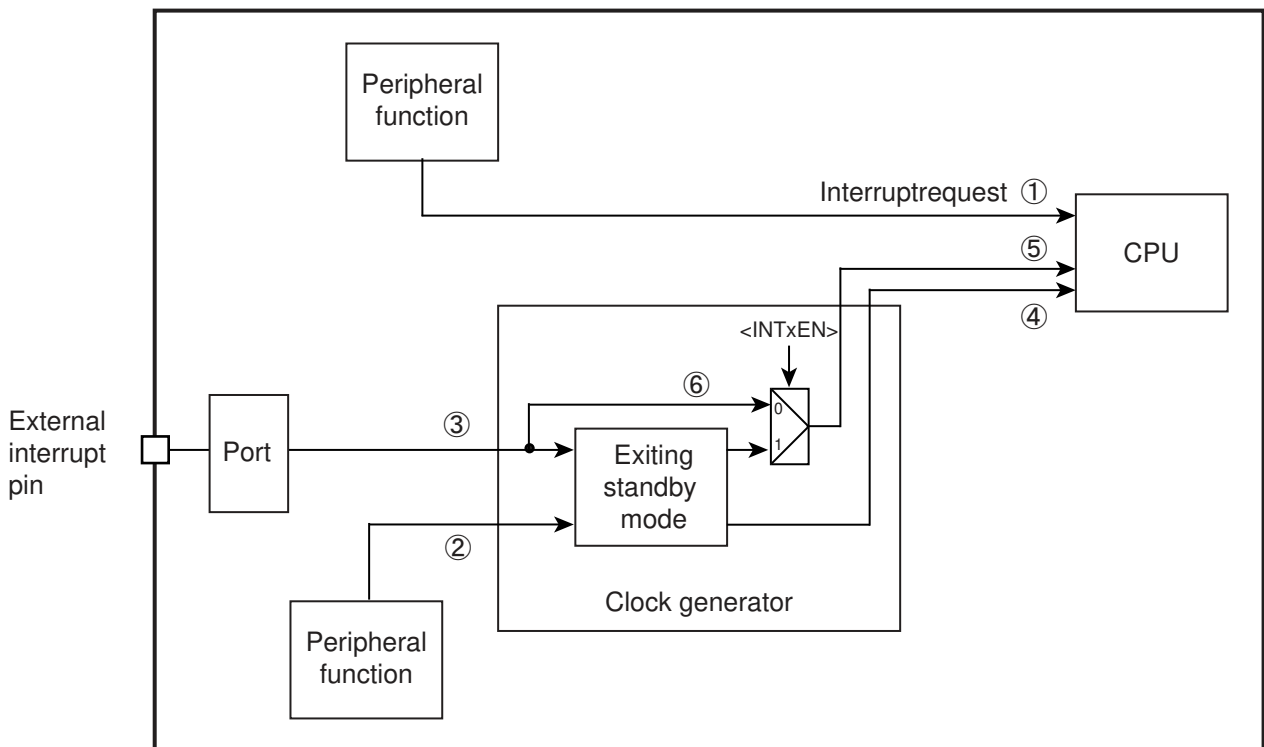 Peripheral
function
Interruptrequest ①
CPU
⑤
④
<INTxEN>
⑥
0
1
External
interrupt
pin
Port
③
Exiting
standby
mode
②
Clock generator
Peripheral
function